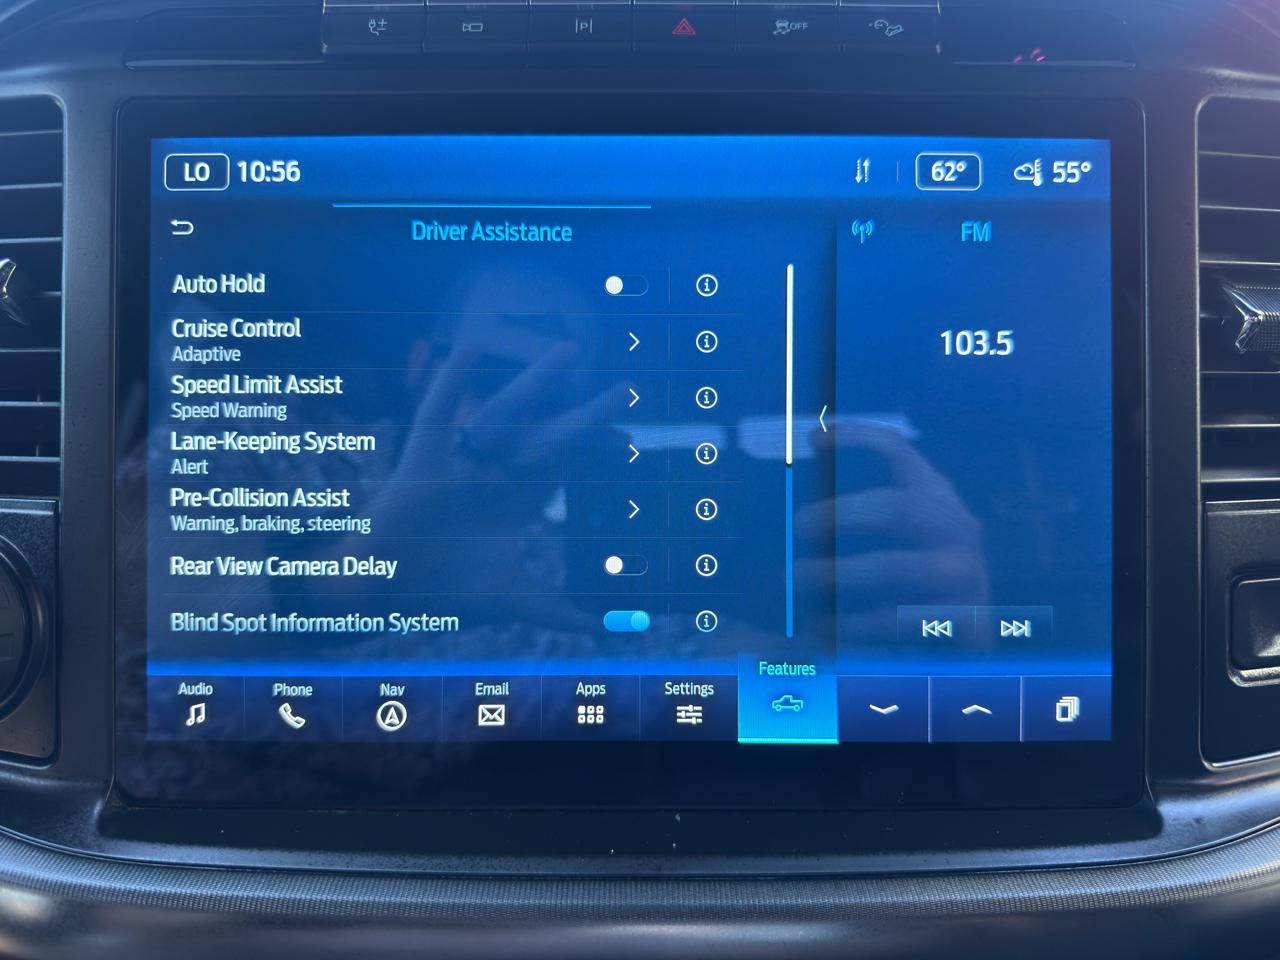 P
OFF
LO 10:56 62° 55°
Driver Assistance
FM
Auto Hold
Cruise Control
Adaptive
103.5
Speed Limit Assist
Speed Warning
Lane-Keeping System
Alert
Pre-Collision Assist
Warning, braking, steering
Rear View Camera Delay
Blind Spot Information System
Audio Phone Nav Email Apps Settings Features